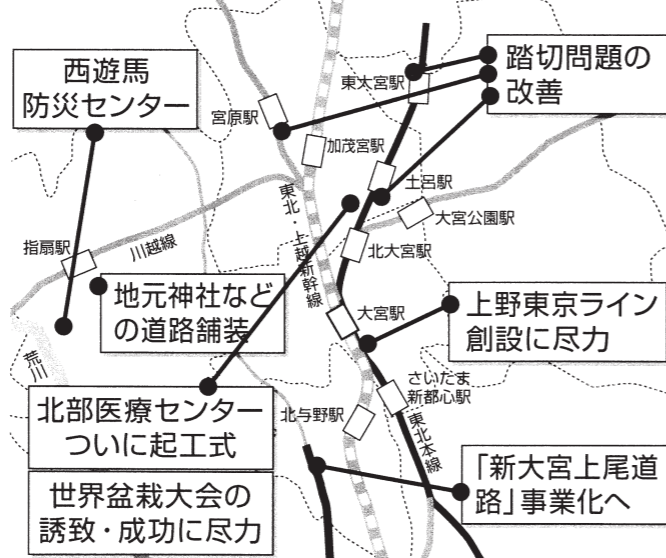 西遊馬
防災センター
踏切問題の
改善
東大宮駅
宮原駅
加茂宮駅
土呂駅
大宮公園駅
東北・上越新幹線
北大宮駅
指扇駅
川越線
地元神社など
の道路舗装
大宮駅
上野東京ライン
創設に尽力
荒川
さいたま
新都心駅
北部医療センター
ついに起工式
北与野駅
東北本線
世界盆栽大会の
誘致・成功に尽力
「新大宮上尾道
路」事業化へ